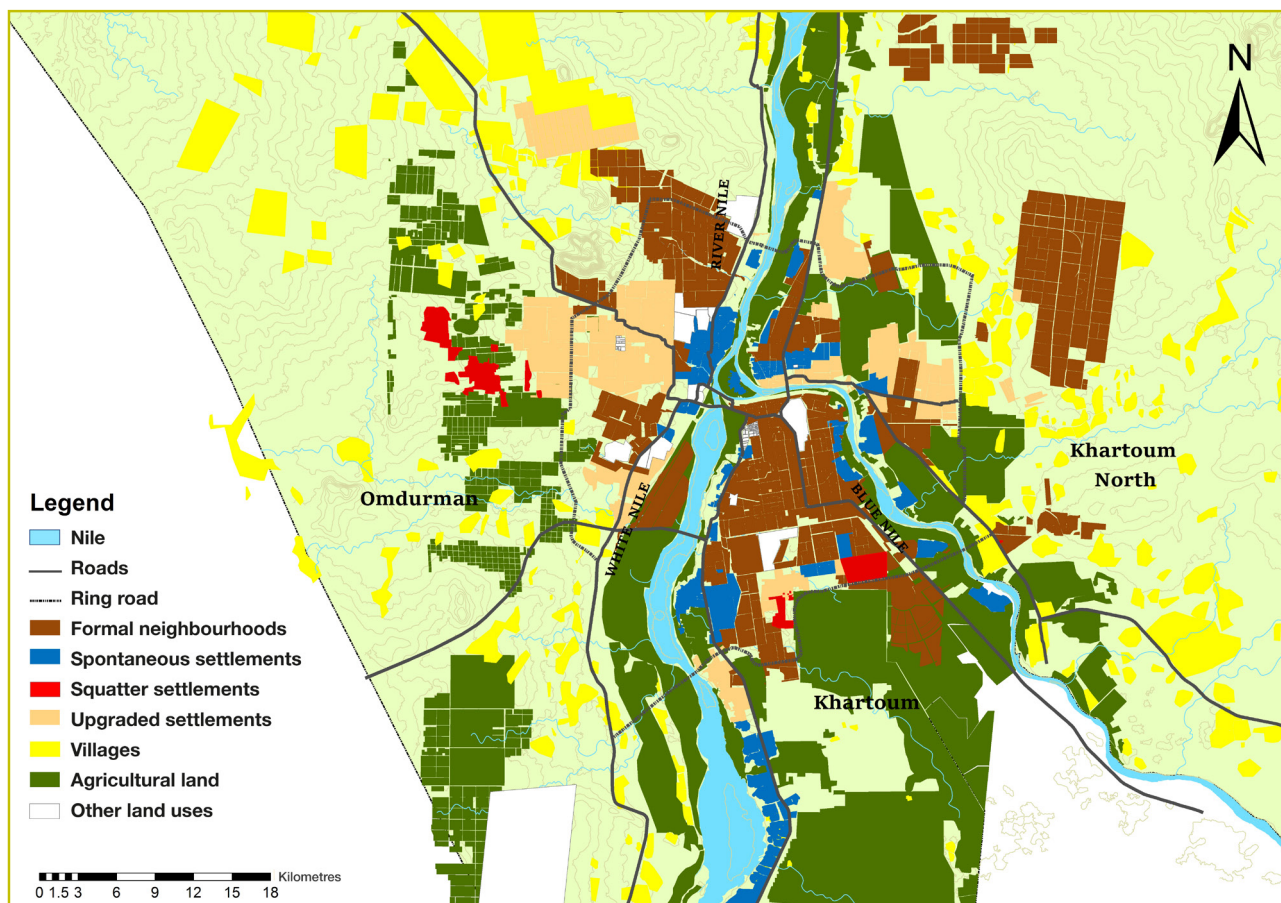 N
RIVER NILE
Khartoum
North
Omdurman
WHITE NILE
BLUE NILE
Khartoum
Legend
Nile
Roads
Ring road
Formal neighbourhoods
Spontaneous settlements
Squatter settlements
Upgraded settlements
Villages
Agricultural land
Other land uses
0 1.5 3 6 9 12 15 18 Kilometres